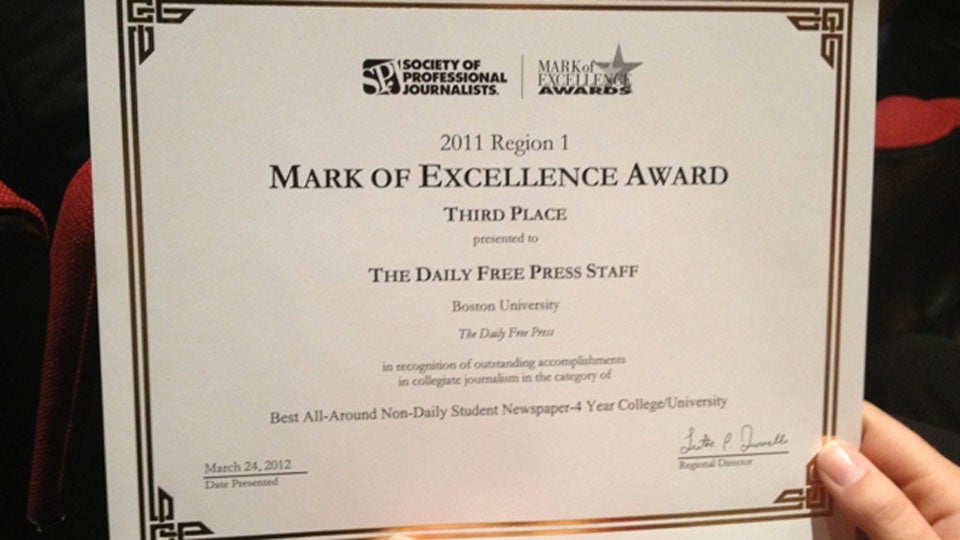 SPJ SOCIETY OF
PROFESSIONAL
JOURNALISTS.
MARK of
EXCELLENCE
AWARDS
2011 Region 1
MARK OF EXCELLENCE AWARD
THIRD PLACE
presented to
THE DAILY FREE PRESS STAFF
Boston University
The Daily Free Press
in recognition of outstanding accomplishments
in collegiate journalism in the category of
Best All-Around Non-Daily Student Newspaper-4 Year College/University
March 24, 2012
Date Presented
Regional Director